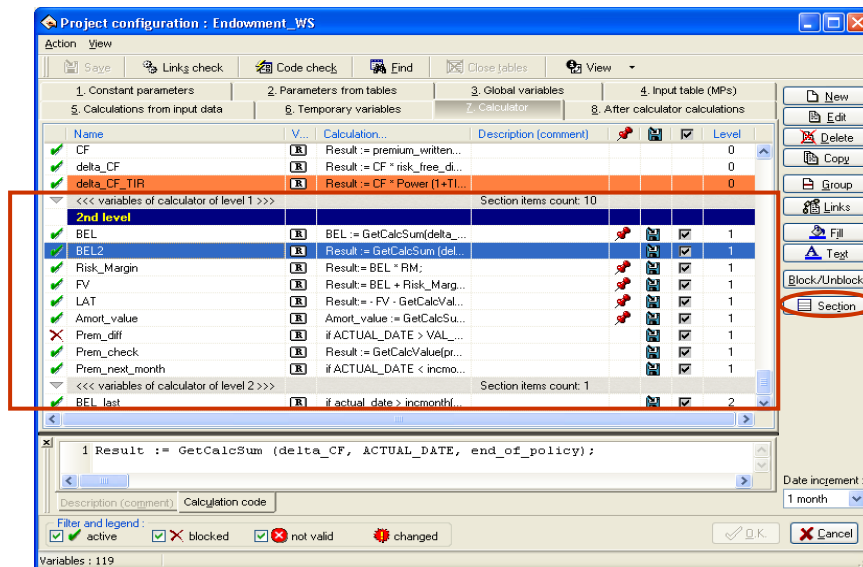 Project configuration : Endowment_WS
Action View
Save Links check Code check Find Close tables View
1. Constant parameters 2. Parameters from tables 3. Global variables 4. Input table (MPs)
5. Calculations from input data 6. Temporary variables 7. Calculator 8. After calculator calculations
Name V... Calculation... Description (comment) Level
CF R Result := premium_written... 0
delta_CF R Result := CF * risk_free_di... 0
delta_CF_TIR R Result := CF * Power (1+TI... 0
<<< variables of calculator of level 1 >>> Section items count: 10
2nd level
BEL R BEL := GetCalcSum(delta_... 1
BEL2 R Result := GetCalcSum (del... 1
Risk_Margin R Result:= BEL * RM; 1
FV R Result:= BEL + Risk_Marg... 1
LAT R Result:= - FV - GetCalcVal... 1
Amort_value R Amort_value := GetCalcSu... 1
Prem_diff R if ACTUAL_DATE > VAL_... 1
Prem_check R Result := GetCalcValue(pr... 1
Prem_next_month R if ACTUAL_DATE < incmo... 1
<<< variables of calculator of level 2 >>> Section items count: 1
BEL_last R if actual_date > incmonth(... 2
New
Edit
Delete
Copy
Group
Links
Fill
Text
Block/Unblock
Section
1 Result := GetCalcSum (delta_CF, ACTUAL_DATE, end_of_policy);
Description (comment) Calculation code
Date increment :
1 month
Filter and legend :
active blocked not valid changed
O.K. Cancel
Variables : 119